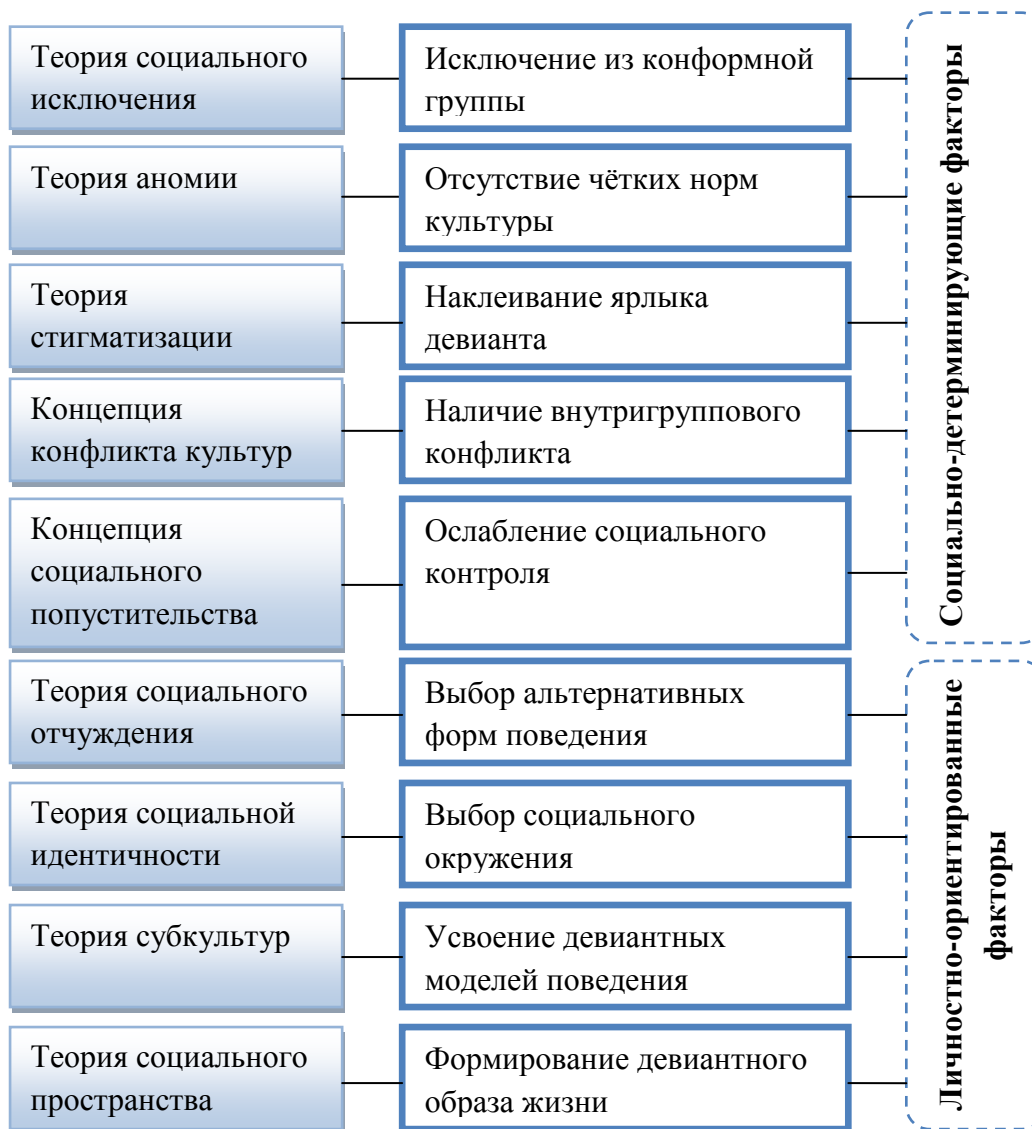 Теория социального
исключения
Исключение из конформной
группы
Теория аномии
Отсутствие чётких норм
культуры
Теория
стигматизации
Наклеивание ярлыка
девианта
Концепция
конфликта культур
Наличие внутригруппового
конфликта
Концепция
социального
попустительства
Ослабление социального
контроля
Социально-детерминирующие факторы
Теория социального
отчуждения
Выбор альтернативных
форм поведения
Теория социальной
идентичности
Выбор социального
окружения
Теория субкультур
Усвоение девиантных
моделей поведения
Теория социального
пространства
Формирование девиантного
образа жизни
Личностно-ориентированные
факторы